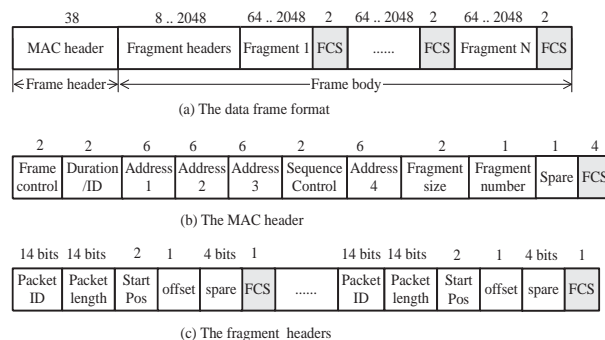 38 8 .. 2048 64 .. 2048 2 64 .. 2048 2 64 .. 2048 2
MAC header Fragment headers Fragment 1 FCS ...... FCS Fragment N FCS
Frame header Frame body
(a) The data frame format
2 2 6 6 6 2 6 2 1 1 4
Frame control Duration /ID Address 1 Address 2 Address 3 Sequence Control Address 4 Fragment size Fragment number Spare FCS
(b) The MAC header
14 bits 14 bits 2 1 4 bits 1 14 bits 14 bits 2 1 4 bits 1
Packet ID Packet length Start Pos offset spare FCS ...... Packet ID Packet length Start Pos offset spare FCS
(c) The fragment headers